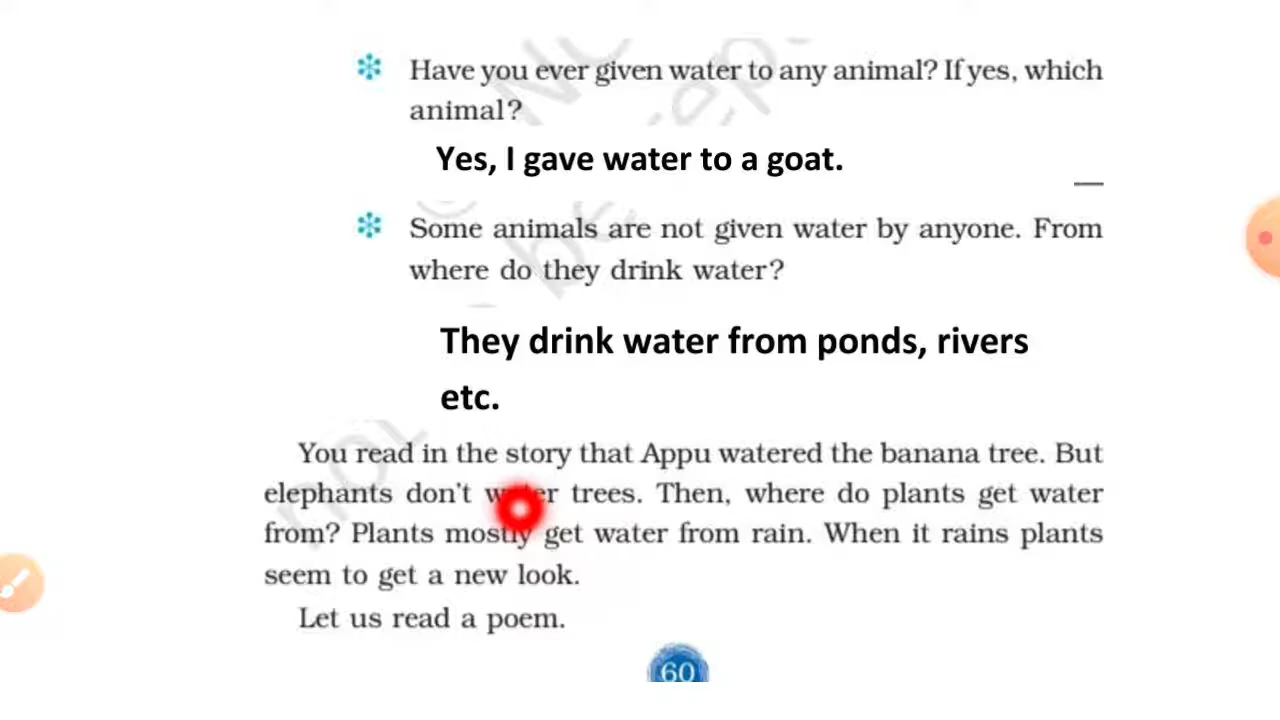 Have you ever given water to any animal? If yes, which
animal?
Yes, I gave water to a goat.
Some animals are not given water by anyone. From
where do they drink water?
They drink water from ponds, rivers
etc.
You read in the story that Appu watered the banana tree. But
elephants don't water trees. Then, where do plants get water
from? Plants mostly get water from rain. When it rains plants
seem to get a new look.
Let us read a poem.
60